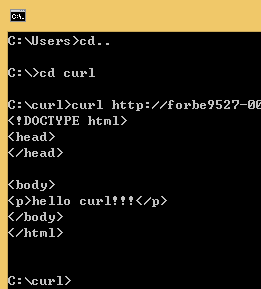 C:\.
C:\Users>cd..
C:\>cd curl
C:\curl>curl http://forbe9527-00
<!DOCTYPE html>
<head>
</head>
<body>
<p>hello curl!!!</p>
</body>
</html>
C:\curl>